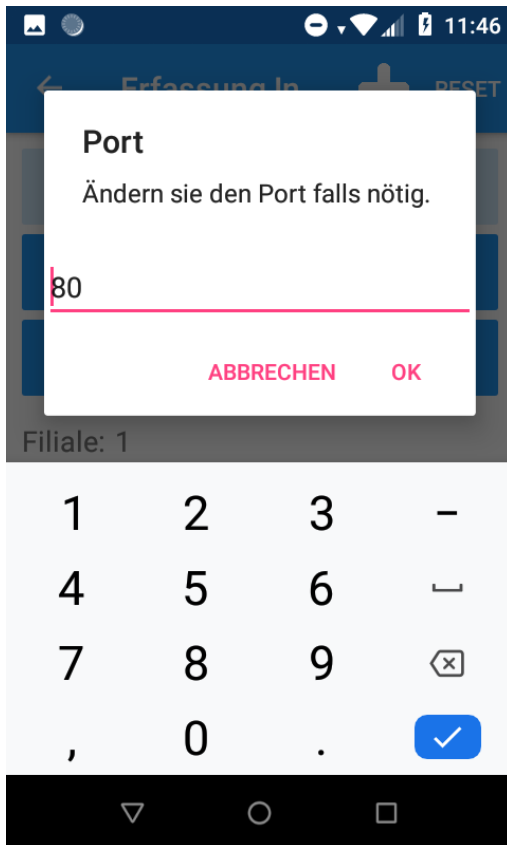 11:46
Erfassung In
RESET
Port
Ändern sie den Port falls nötig.
80
ABBRECHEN OK
Filiale: 1
1 2 3 -
4 5 6
7 8 9
, 0 .